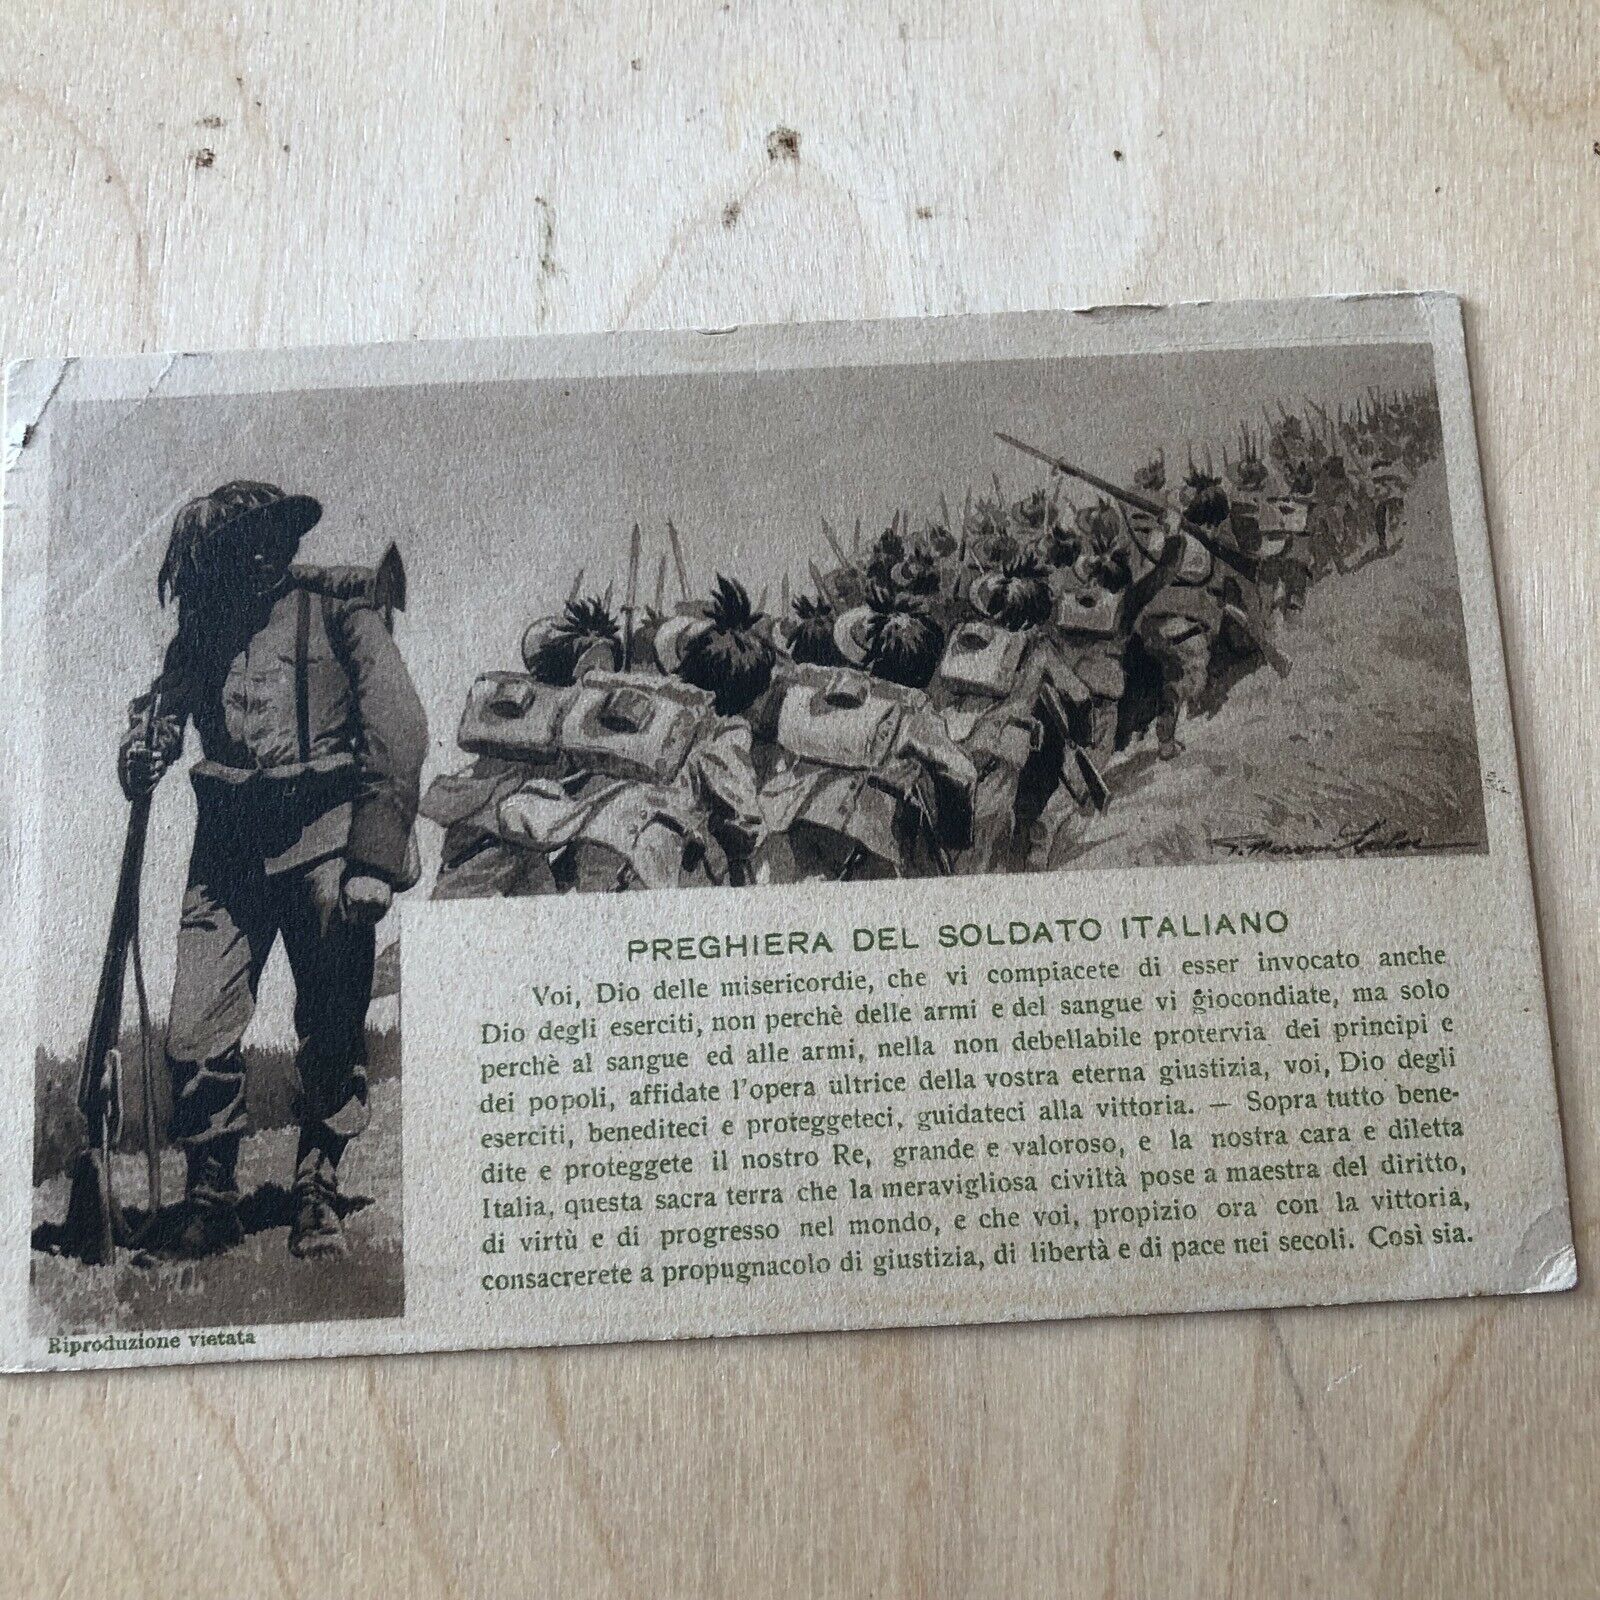 PREGHIERA DEL SOLDATO ITALIANO
Voi, Dio delle misericordie, che vi compiacete di esser invocato anche
Dio degli eserciti, non perchè delle armi e del sangue vi giocondiate, ma solo
perchè al sangue ed alle armi, nella non debellabile protervia dei principi e
dei popoli, affidate l'opera ultrice della vostra eterna giustizia, voi, Dio degli
eserciti, benediteci e proteggeteci, guidateci alla vittoria. — Sopra tutto bene-
dite e proteggete il nostro Re, grande e valoroso, e la nostra cara e diletta
Italia, questa sacra terra che la meravigliosa civiltà pose a maestra del diritto,
di virtù e di progresso nel mondo, e che voi, propizio ora con la vittoria,
consacrerete a propugnacolo di giustizia, di libertà e di pace nei secoli. Così sia.
Riproduzione vietata